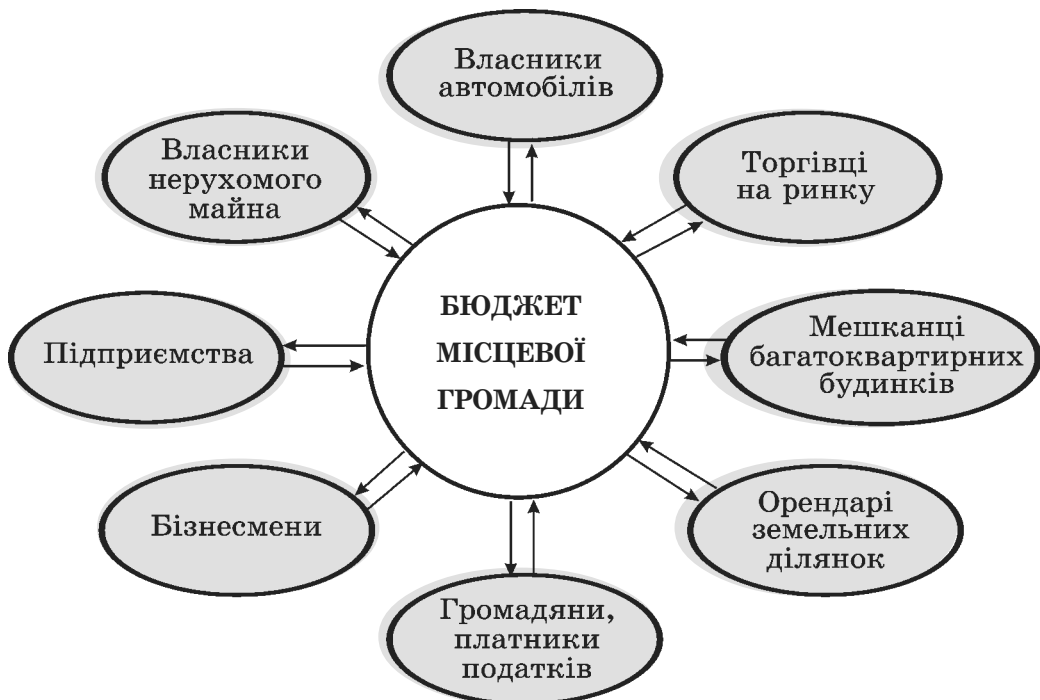 Власники
автомобілів
Власники
нерухомого
майна
Торгівці
на ринку
БЮДЖЕТ
МІСЦЕВОЇ
ГРОМАДИ
Підприємства
Мешканці
багатоквартирних
будинків
Бізнесмени
Орендарі
земельних
ділянок
Громадяни,
платники
податків